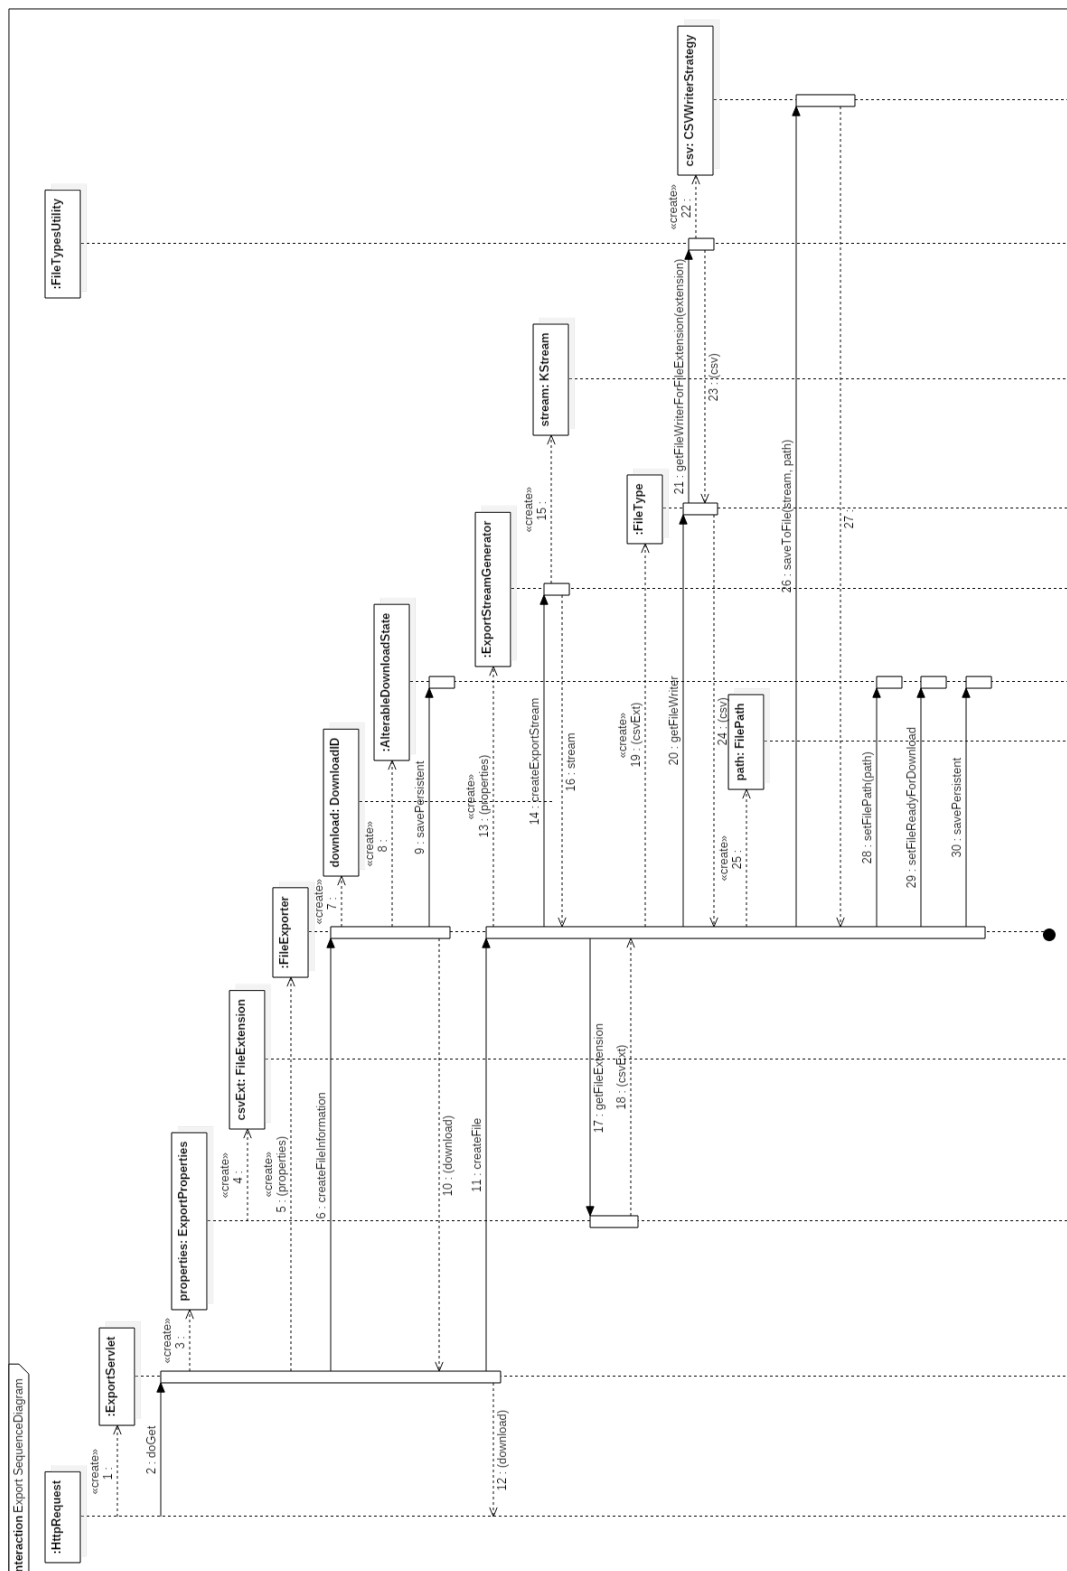 nteraction Export SequenceDiagram
:HttpRequest
«create»
1 :
:ExportServlet
2 : doGet
«create»
3 :
properties: ExportProperties
«create»
4 :
csvExt: FileExtension
«create»
5 : (properties)
:FileExporter
6 : createFileInformation
«create»
7 :
download: DownloadID
«create»
8 :
:AlterableDownloadState
9 : savePersistent
10 : (download)
11 : createFile
12 : (download)
«create»
13 : (properties)
:ExportStreamGenerator
14 : createExportStream
«create»
15 :
stream: KStream
16 : stream
17 : getFileExtension
18 : (csvExt)
«create»
19 : (csvExt)
:FileType
20 : getFileWriter
21 : getFileWriterForFileExtension(extension)
:FileTypesUtility
«create»
22 :
csv: CSVWriterStrategy
23 : (csv)
24 : (csv)
«create»
25 :
path: FilePath
26 : saveToFile(stream, path)
27 :
28 : setFilePath(path)
29 : setFileReadyForDownload
30 : savePersistent